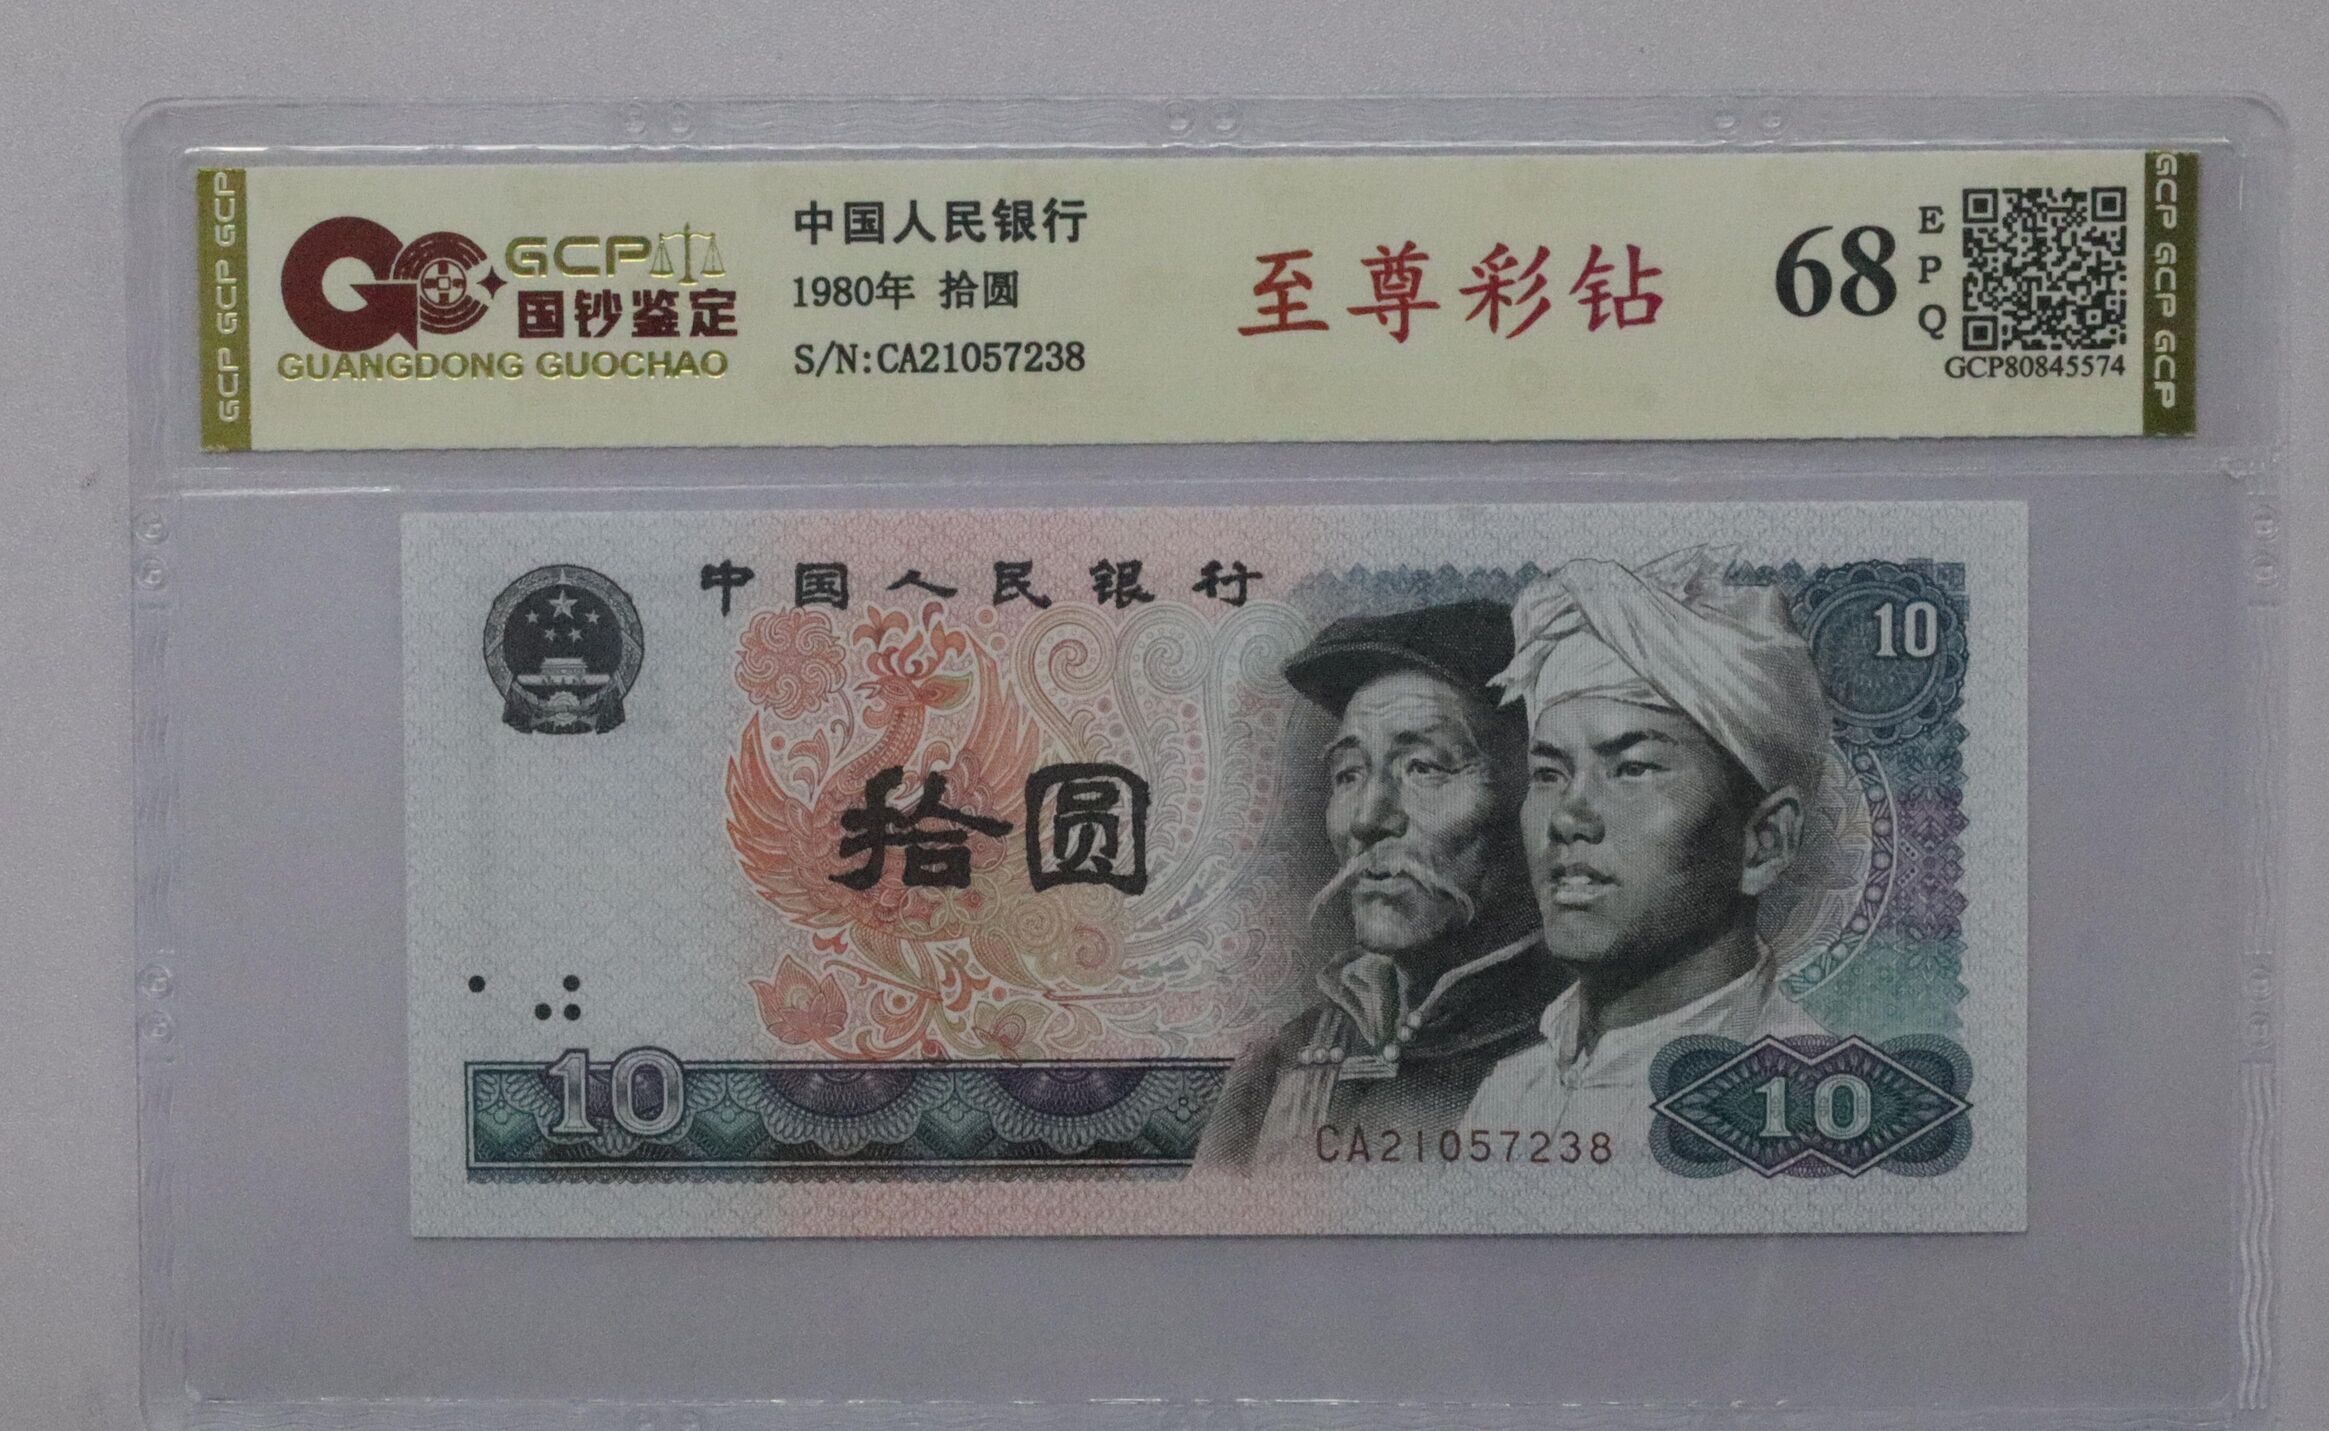 GCP GCP GCP
GCP
国钞鉴定
GUANGDONG GUOCHAO
中国人民银行
1980年 拾圆
S/N:CA21057238
至尊彩钻
68
EPQ
GCP80845574
GCP GCP GCP
中国人民银行
10
拾圆
10
CA21057238
10